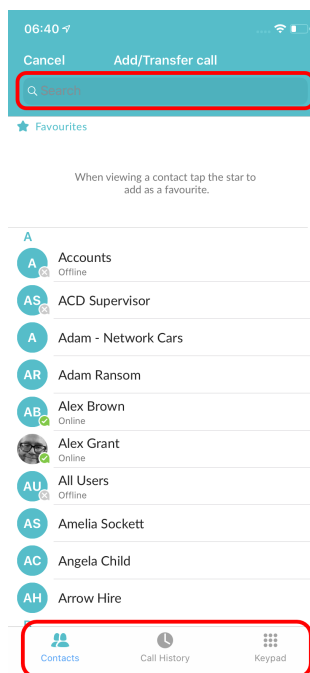 06:40
Cancel Add/Transfer call
Search
Favourites
When viewing a contact tap the star to
add as a favourite.
A
A Accounts
Offline
AS ACD Supervisor
A Adam - Network Cars
AR Adam Ransom
AB Alex Brown
Online
Alex Grant
Online
AU All Users
Offline
AS Amelia Sockett
AC Angela Child
AH Arrow Hire
Contacts Call History Keypad